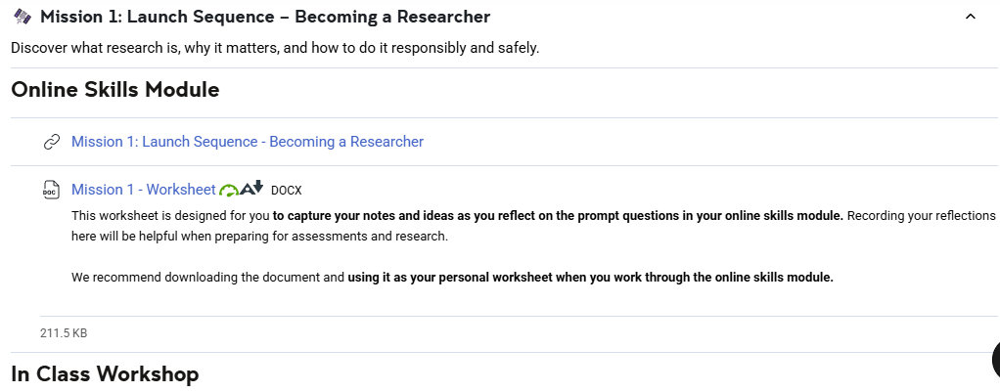 Mission 1: Launch Sequence – Becoming a Researcher
Discover what research is, why it matters, and how to do it responsibly and safely.
Online Skills Module
Mission 1: Launch Sequence - Becoming a Researcher
DOC
Mission 1 - Worksheet A DOCX
This worksheet is designed for you to capture your notes and ideas as you reflect on the prompt questions in your online skills module. Recording your reflections
here will be helpful when preparing for assessments and research.
We recommend downloading the document and using it as your personal worksheet when you work through the online skills module.
211.5 KB
In Class Workshop